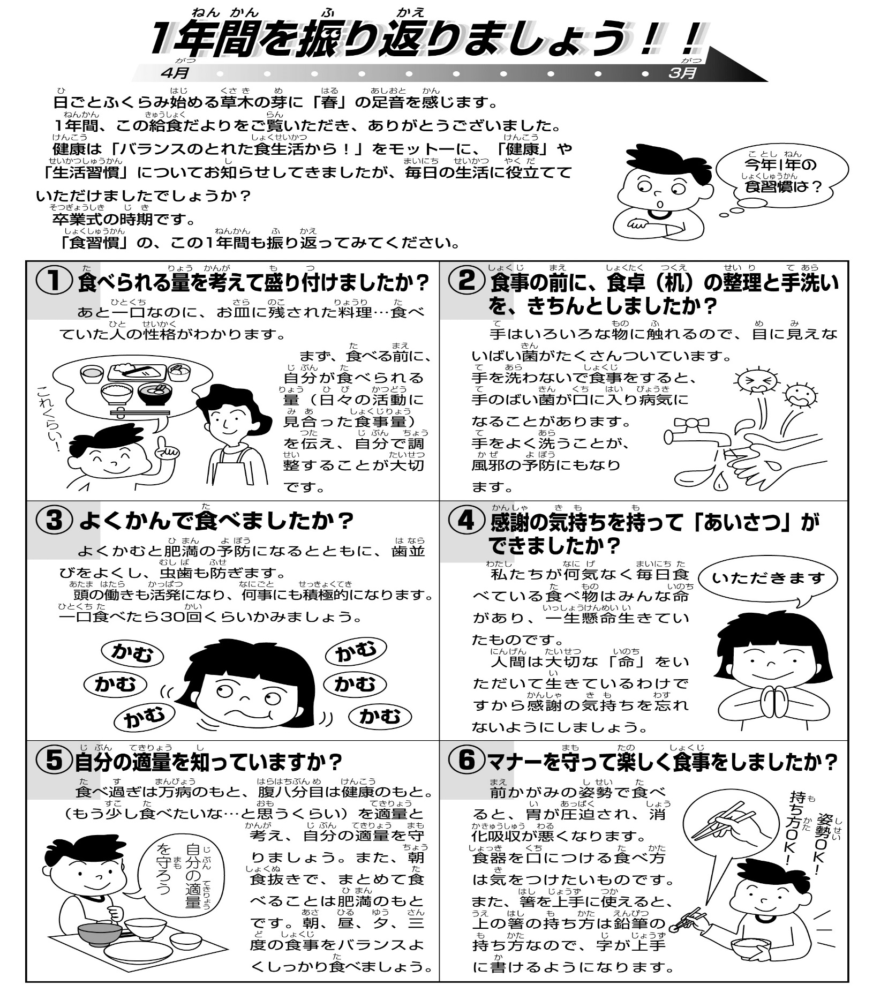 1年間を振り返りましょう！！
4月
3月
日ごとふくらみ始める草木の芽に「春」の足音を感じます。
1年間、この給食だよりをご覧いただき、ありがとうございました。
健康は「バランスのとれた食生活から！」をモットーに、「健康」や
「生活習慣」についてお知らせしてきましたが、毎日の生活に役立てて
いただけましたでしょうか？
卒業式の時期です。
「食習慣」の、この1年間も振り返ってみてください。
今年1年の
食習慣は？
① 食べられる量を考えて盛り付けましたか？
あと一口なのに、お皿に残された料理…食べ
ていた人の性格がわかります。
まず、食べる前に、
自分が食べられる
量（日々の活動に
見合った食事量）
を伝え、自分で調
整することが大切
です。
これくらい！
② 食事の前に、食卓（机）の整理と手洗い
を、きちんとしましたか？
手はいろいろな物に触れるので、目に見えな
いばい菌がたくさんついています。
手を洗わないで食事をすると、
手のばい菌が口に入り病気に
なることがあります。
手をよく洗うことが、
風邪の予防にもなり
ます。
③ よくかんで食べましたか？
よくかむと肥満の予防になるとともに、歯並
びをよくし、虫歯も防ぎます。
頭の働きも活発になり、何事にも積極的になります。
一口食べたら30回くらいかみましょう。
かむ
かむ
かむ
かむ
かむ
かむ
④ 感謝の気持ちを持って「あいさつ」が
できましたか？
私たちが何気なく毎日食
べている食べ物はみんな命
があり、一生懸命生きてい
たものです。
人間は大切な「命」をい
ただいて生きているわけで
すから感謝の気持ちを忘れ
ないようにしましょう。
いただきます
⑤ 自分の適量を知っていますか？
食べ過ぎは万病のもと、腹八分目は健康のもと。
（もう少し食べたいな…と思うくらい）を適量と
考え、自分の適量を守
りましょう。また、朝
食抜きで、まとめて食
べることは肥満のもと
です。朝、昼、夕、三
度の食事をバランスよ
くしっかり食べましょう。
自分の適量
を守ろう
⑥ マナーを守って楽しく食事をしましたか？
前かがみの姿勢で食べ
ると、胃が圧迫され、消
化吸収が悪くなります。
食器を口につける食べ方
は気をつけたいものです。
また、箸を上手に使えると、
上の箸の持ち方は鉛筆の
持ち方なので、字が上手
に書けるようになります。
姿勢OK！
持ち方OK！